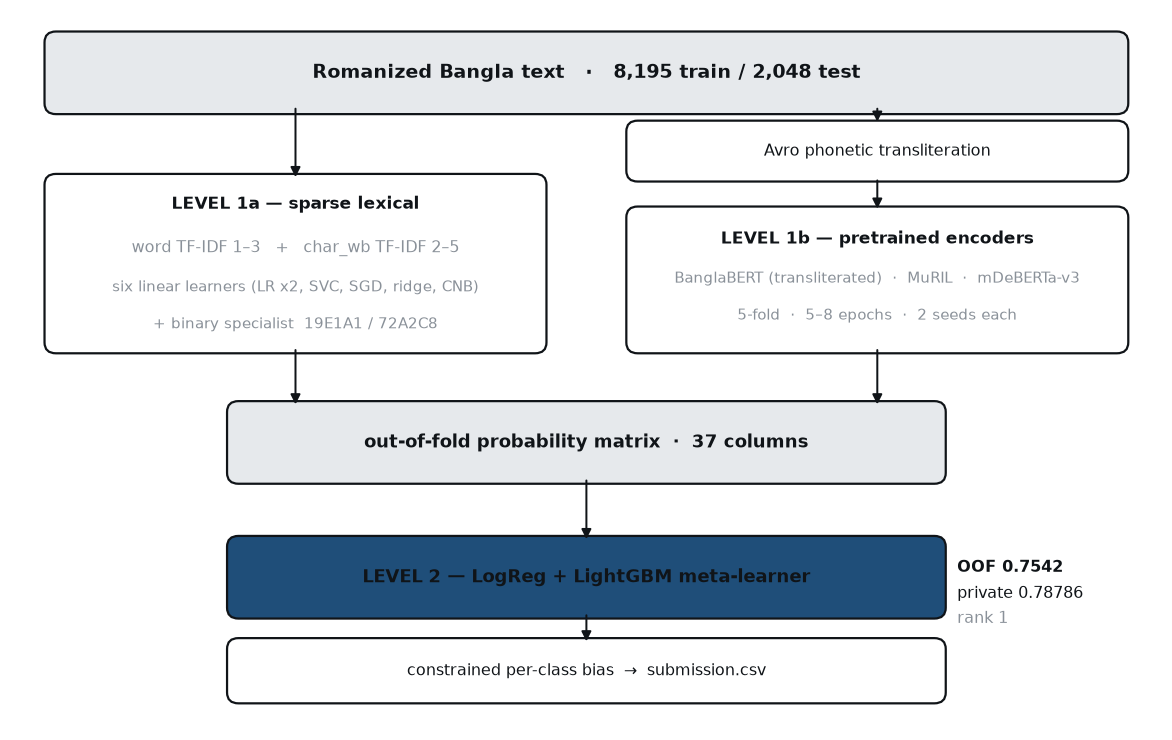 Romanized Bangla text · 8,195 train / 2,048 test
Avro phonetic transliteration
LEVEL 1a — sparse lexical
word TF-IDF 1–3 + char_wb TF-IDF 2–5
six linear learners (LR x2, SVC, SGD, ridge, CNB)
+ binary specialist 19E1A1 / 72A2C8
LEVEL 1b — pretrained encoders
BanglaBERT (transliterated) · MuRIL · mDeBERTa-v3
5-fold · 5–8 epochs · 2 seeds each
out-of-fold probability matrix · 37 columns
LEVEL 2 — LogReg + LightGBM meta-learner
OOF 0.7542
private 0.78786
rank 1
constrained per-class bias → submission.csv